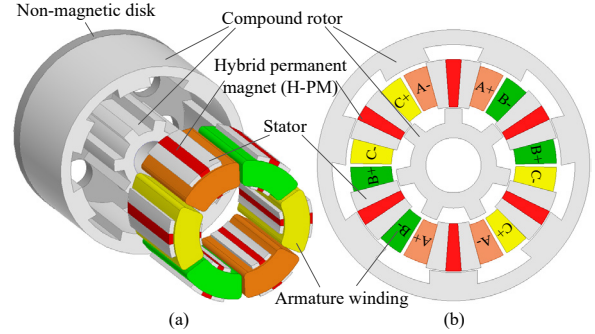 Non-magnetic disk
Compound rotor
Hybrid permanent
magnet (H-PM)
Stator
Armature winding
A- A+
C+ B-
C- B+
B+ C-
B- C+
A+ A-
(a) (b)